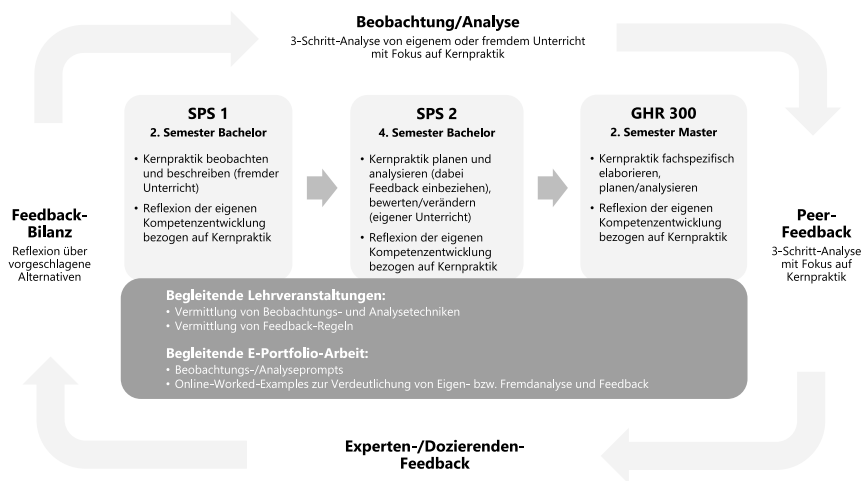 Beobachtung/Analyse
3-Schritt-Analyse von eigenem oder fremdem Unterricht
mit Fokus auf Kernpraktik
SPS 1
2. Semester Bachelor
• Kernpraktik beobachten
und beschreiben (fremder
Unterricht)
• Reflexion der eigenen
Kompetenzentwicklung
bezogen auf Kernpraktik
SPS 2
4. Semester Bachelor
• Kernpraktik planen und
analysieren (dabei
Feedback einbeziehen),
bewerten/verändern
(eigener Unterricht)
• Reflexion der eigenen
Kompetenzentwicklung
bezogen auf Kernpraktik
GHR 300
2. Semester Master
• Kernpraktik fachspezifisch
elaborieren,
planen/analysieren
• Reflexion der eigenen
Kompetenzentwicklung
bezogen auf Kernpraktik
Feedback-
Bilanz
Reflexion über
vorgeschlagene
Alternativen
Peer-
Feedback
3-Schritt-Analyse
mit Fokus auf
Kernpraktik
Begleitende Lehrveranstaltungen:
• Vermittlung von Beobachtungs- und Analysetechniken
• Vermittlung von Feedback-Regeln
Begleitende E-Portfolio-Arbeit:
• Beobachtungs-/Analyseprompts
• Online-Worked-Examples zur Verdeutlichung von Eigen- bzw. Fremdanalyse und Feedback
Experten-/Dozierenden-
Feedback